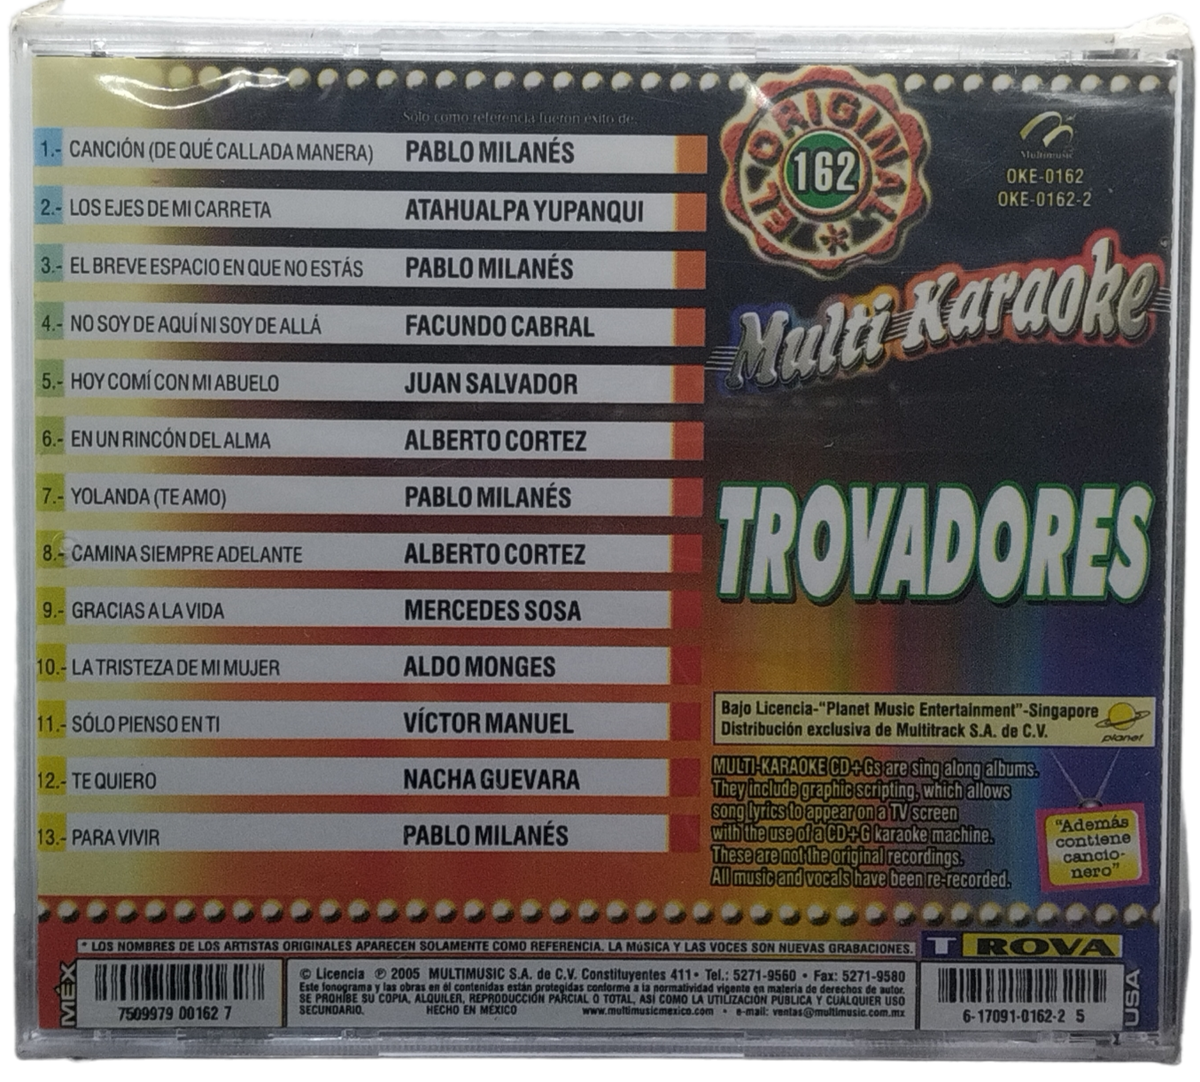 Sólo como referencia fueron éxito de:
1.- CANCIÓN (DE QUÉ CALLADA MANERA) PABLO MILANÉS
2.- LOS EJES DE MI CARRETA ATAHUALPA YUPANQUI
3.- EL BREVE ESPACIO EN QUE NO ESTÁS PABLO MILANÉS
4.- NO SOY DE AQUÍ NI SOY DE ALLÁ FACUNDO CABRAL
5.- HOY COMÍ CON MI ABUELO JUAN SALVADOR
6.- EN UN RINCÓN DEL ALMA ALBERTO CORTEZ
7.- YOLANDA (TE AMO) PABLO MILANÉS
8.- CAMINA SIEMPRE ADELANTE ALBERTO CORTEZ
9.- GRACIAS A LA VIDA MERCEDES SOSA
10.- LA TRISTEZA DE MI MUJER ALDO MONGES
11.- SÓLO PIENSO EN TI VÍCTOR MANUEL
12.- TE QUIERO NACHA GUEVARA
13.- PARA VIVIR PABLO MILANÉS
EL ORIGINAL
162
Multimusic
OKE-0162
OKE-0162-2
Multi Karaoke
TROVADORES
Bajo Licencia-"Planet Music Entertainment"-Singapore
Distribución exclusiva de Multitrack S.A. de C.V.
planet
MULTI-KARAOKE CD+Gs are sing along albums.
They include graphic scripting, which allows
song lyrics to appear on a TV screen
with the use of a CD+G karaoke machine.
These are not the original recordings.
All music and vocals have been re-recorded.
"Además
contiene
cancio-
nero"
* LOS NOMBRES DE LOS ARTISTAS ORIGINALES APARECEN SOLAMENTE COMO REFERENCIA. LA MÚSICA Y LAS VOCES SON NUEVAS GRABACIONES.
T ROVA
MÉX
7509979 00162 7
© Licencia ℗ 2005 MULTIMUSIC S.A. de C.V. Constituyentes 411 • Tel.: 5271-9560 • Fax: 5271-9580
Este fonograma y las obras en él contenidas están protegidas conforme a la normatividad vigente en materia de derechos de autor.
SE PROHÍBE SU COPIA, ALQUILER, REPRODUCCIÓN PARCIAL O TOTAL, ASÍ COMO LA UTILIZACIÓN PÚBLICA Y CUALQUIER USO
SECUNDARIO. HECHO EN MÉXICO www.multimusicmexico.com • e-mail: ventas@multimusic.com.mx
6-17091-0162-2 5
USA